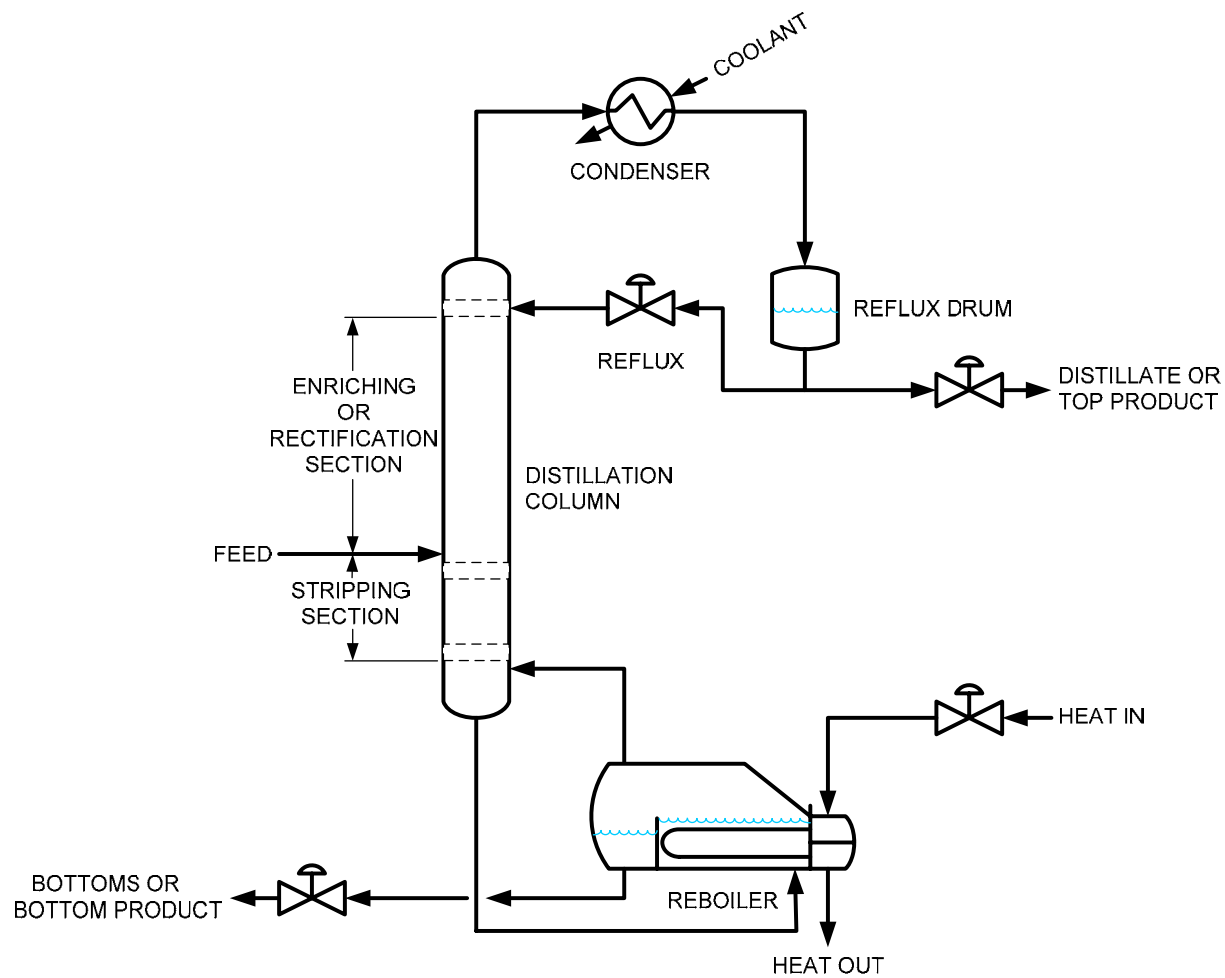 COOLANT
CONDENSER
REFLUX DRUM
REFLUX
DISTILLATE OR
TOP PRODUCT
ENRICHING
OR
RECTIFICATION
SECTION
DISTILLATION
COLUMN
FEED
STRIPPING
SECTION
HEAT IN
REBOILER
BOTTOMS OR
BOTTOM PRODUCT
HEAT OUT